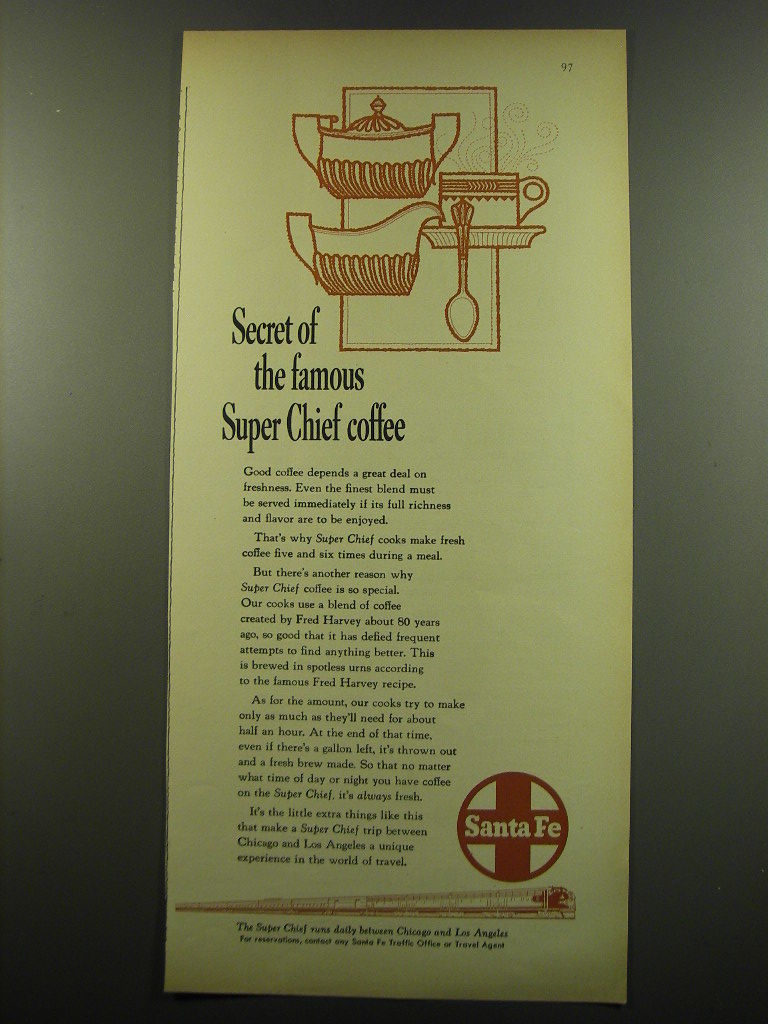 97
Secret of
the famous
Super Chief coffee
Good coffee depends a great deal on
freshness. Even the finest blend must
be served immediately if its full richness
and flavor are to be enjoyed.
That's why Super Chief cooks make fresh
coffee five and six times during a meal.
But there's another reason why
Super Chief coffee is so special.
Our cooks use a blend of coffee
created by Fred Harvey about 80 years
ago, so good that it has defied frequent
attempts to find anything better. This
is brewed in spotless urns according
to the famous Fred Harvey recipe.
As for the amount, our cooks try to make
only as much as they'll need for about
half an hour. At the end of that time,
even if there's a gallon left, it's thrown out
and a fresh brew made. So that no matter
what time of day or night you have coffee
on the Super Chief, it's always fresh.
It's the little extra things like this
that make a Super Chief trip between
Chicago and Los Angeles a unique
experience in the world of travel.
Santa Fe
The Super Chief runs daily between Chicago and Los Angeles
For reservations, contact any Santa Fe Traffic Office or Travel Agent